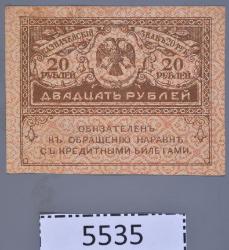 КАЗНАЧЕЙСКІЙ ЗНАКЪ
20 РУБЛЕЙ 20 РУБЛЕЙ
ДВАДЦАТЬ РУБЛЕЙ
ОБЯЗАТЕЛЕНЪ
КЪ ОБРАЩЕНІЮ НАРАВНѢ
СЪ КРЕДИТНЫМИ БИЛЕТАМИ.
5535